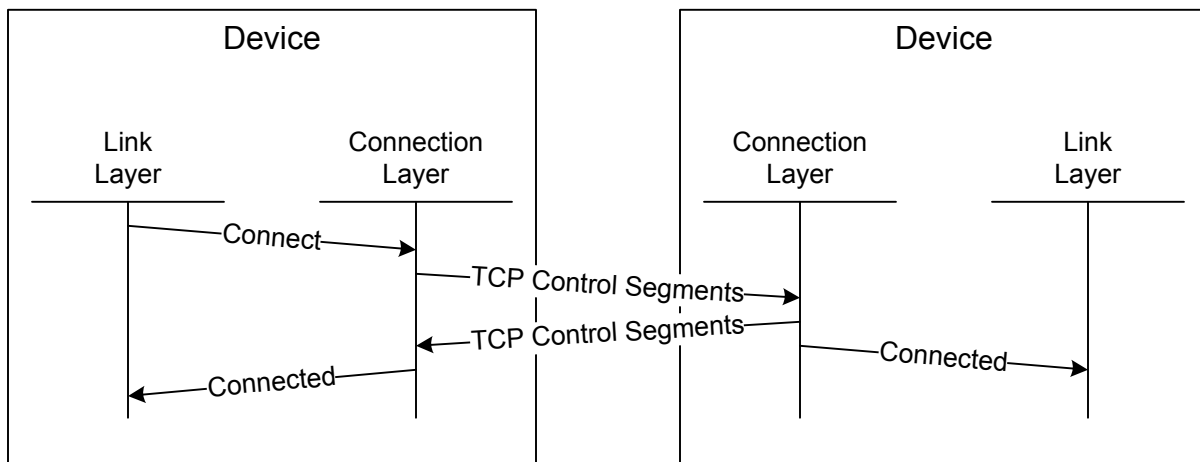 Device
Device
Link
Layer
Connection
Layer
Connection
Layer
Link
Layer
Connect
TCP Control Segments
TCP Control Segments
Connected
Connected